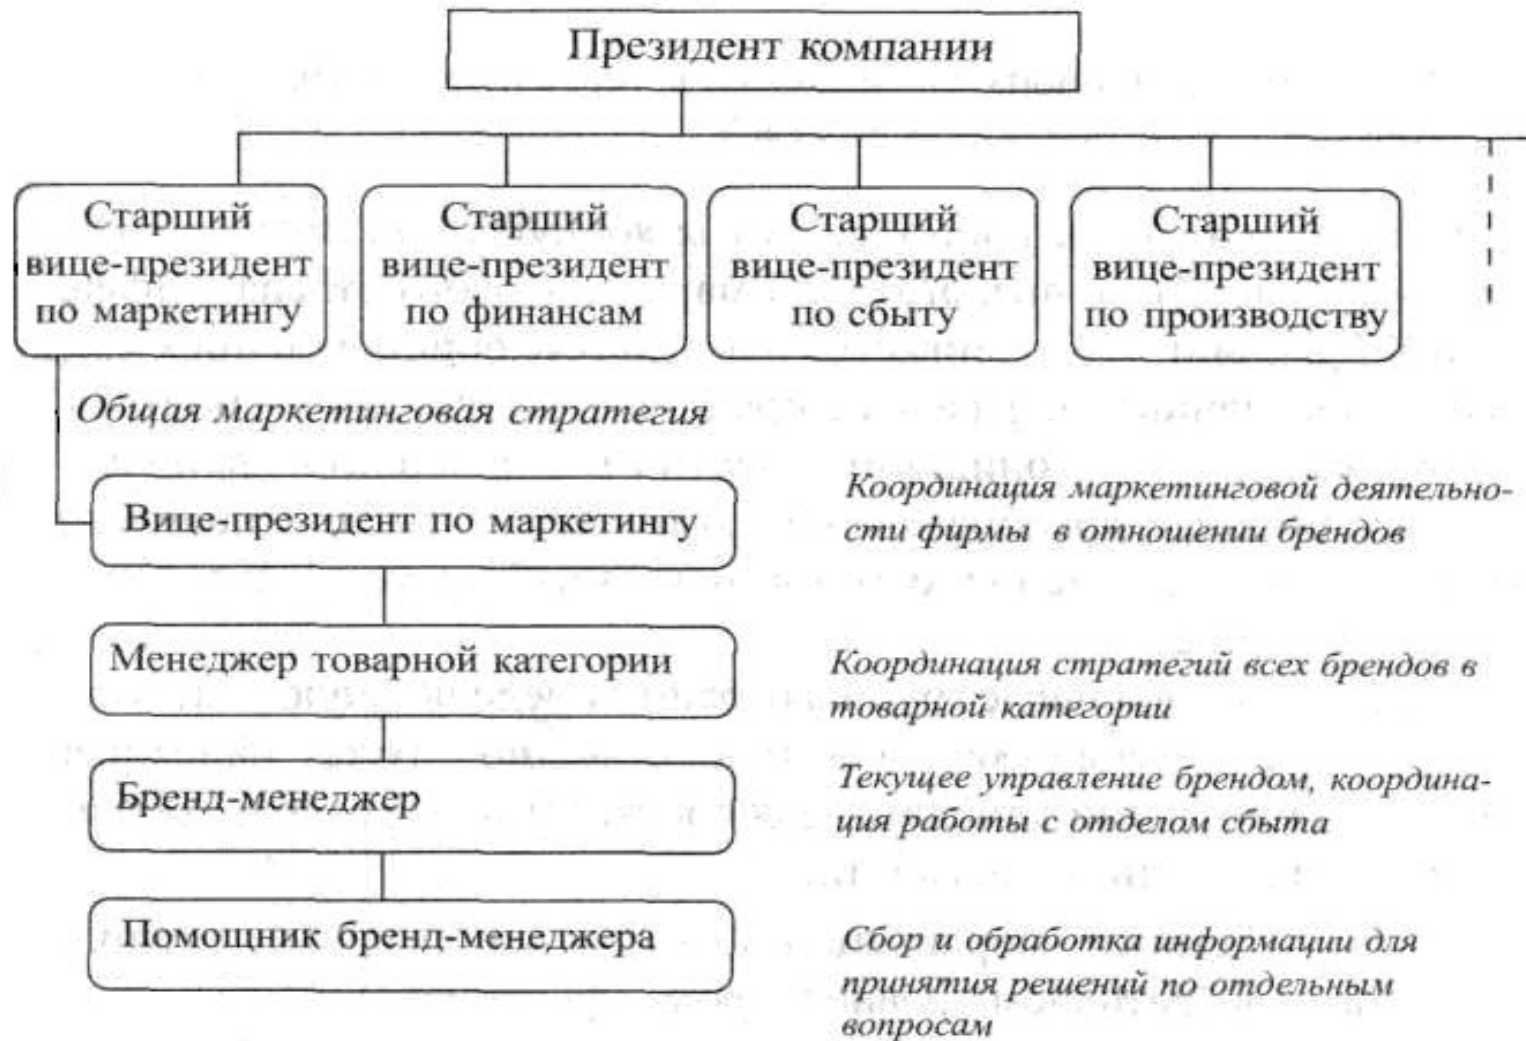 Президент компании
Старший
вице-президент
по маркетингу
Старший
вице-президент
по финансам
Старший
вице-президент
по сбыту
Старший
вице-президент
по производству
Общая маркетинговая стратегия
Вице-президент по маркетингу
Координация маркетинговой деятельно-
сти фирмы в отношении брендов
Менеджер товарной категории
Координация стратегий всех брендов в
товарной категории
Бренд-менеджер
Текущее управление брендом, координа-
ция работы с отделом сбыта
Помощник бренд-менеджера
Сбор и обработка информации для
принятия решений по отдельным
вопросам